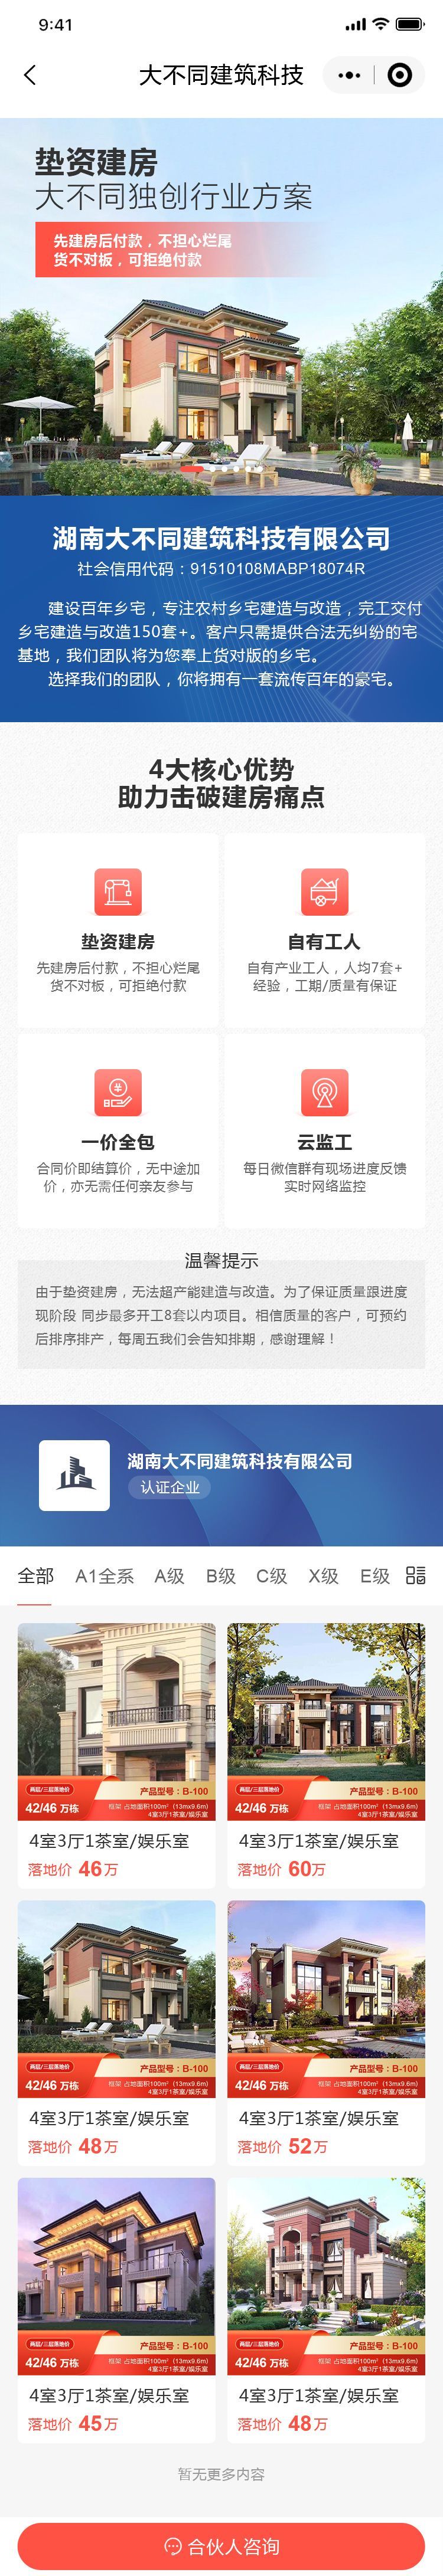 9:41
大不同建筑科技
垫资建房
大不同独创行业方案
先建房后付款，不担心烂尾
货不对板，可拒绝付款
湖南大不同建筑科技有限公司
社会信用代码：91510108MABP18074R
建设百年乡宅，专注农村乡宅建造与改造，完工交付
乡宅建造与改造150套+。客户只需提供合法无纠纷的宅
基地，我们团队将为您奉上货对版的乡宅。
选择我们的团队，你将拥有一套流传百年的豪宅。
4大核心优势
助力击破建房痛点
垫资建房
先建房后付款，不担心烂尾
货不对板，可拒绝付款
自有工人
自有产业工人，人均7套+
经验，工期/质量有保证
一价全包
合同价即结算价，无中途加
价，亦无需任何亲友参与
云监工
每日微信群有现场进度反馈
实时网络监控
温馨提示
由于垫资建房，无法超产能建造与改造。为了保证质量跟进度
现阶段 同步最多开工8套以内项目。相信质量的客户，可预约
后排序排产，每周五我们会告知排期，感谢理解！
湖南大不同建筑科技有限公司
认证企业
全部 A1全系 A级 B级 C级 X级 E级
两层/三层落地价
42/46 万栋
产品型号：B-100
框架 占地面积100m² (13mx9.6m)
4室3厅1茶室/娱乐室
4室3厅1茶室/娱乐室
落地价 46万
两层/三层落地价
42/46 万栋
产品型号：B-100
框架 占地面积100m² (13mx9.6m)
4室3厅1茶室/娱乐室
4室3厅1茶室/娱乐室
落地价 60万
两层/三层落地价
42/46 万栋
产品型号：B-100
框架 占地面积100m² (13mx9.6m)
4室3厅1茶室/娱乐室
4室3厅1茶室/娱乐室
落地价 48万
两层/三层落地价
42/46 万栋
产品型号：B-100
框架 占地面积100m² (13mx9.6m)
4室3厅1茶室/娱乐室
4室3厅1茶室/娱乐室
落地价 52万
两层/三层落地价
42/46 万栋
产品型号：B-100
框架 占地面积100m² (13mx9.6m)
4室3厅1茶室/娱乐室
4室3厅1茶室/娱乐室
落地价 45万
两层/三层落地价
42/46 万栋
产品型号：B-100
框架 占地面积100m² (13mx9.6m)
4室3厅1茶室/娱乐室
4室3厅1茶室/娱乐室
落地价 48万
暂无更多内容
合伙人咨询